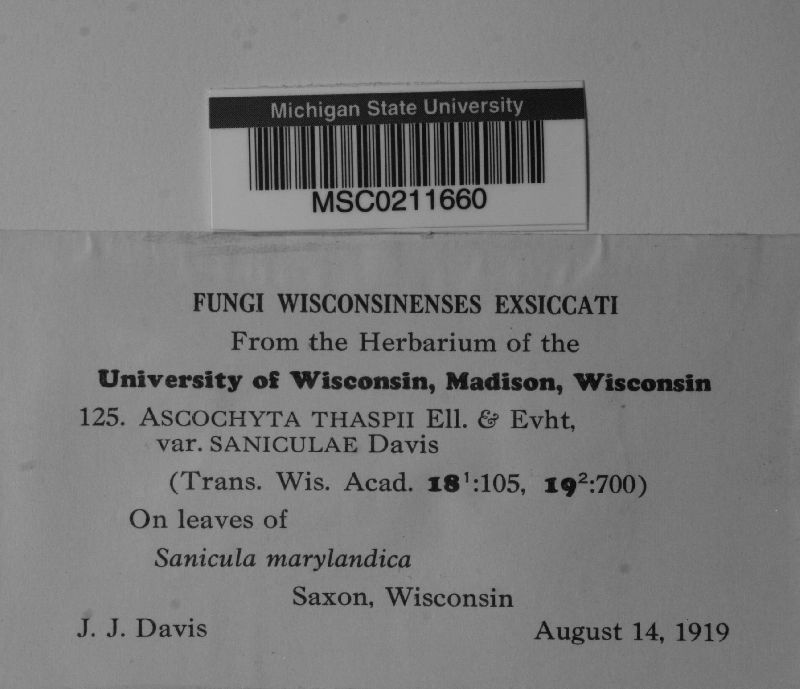 Michigan State University
MSC0211660
FUNGI WISCONSINENSES EXSICCATI
From the Herbarium of the
University of Wisconsin, Madison, Wisconsin
125. ASCOCHYTA THASPII Ell. & Evht,
var. SANICULAE Davis
(Trans. Wis. Acad. 18¹:105, 19²:700)
On leaves of
Sanicula marylandica
Saxon, Wisconsin
J. J. Davis August 14, 1919